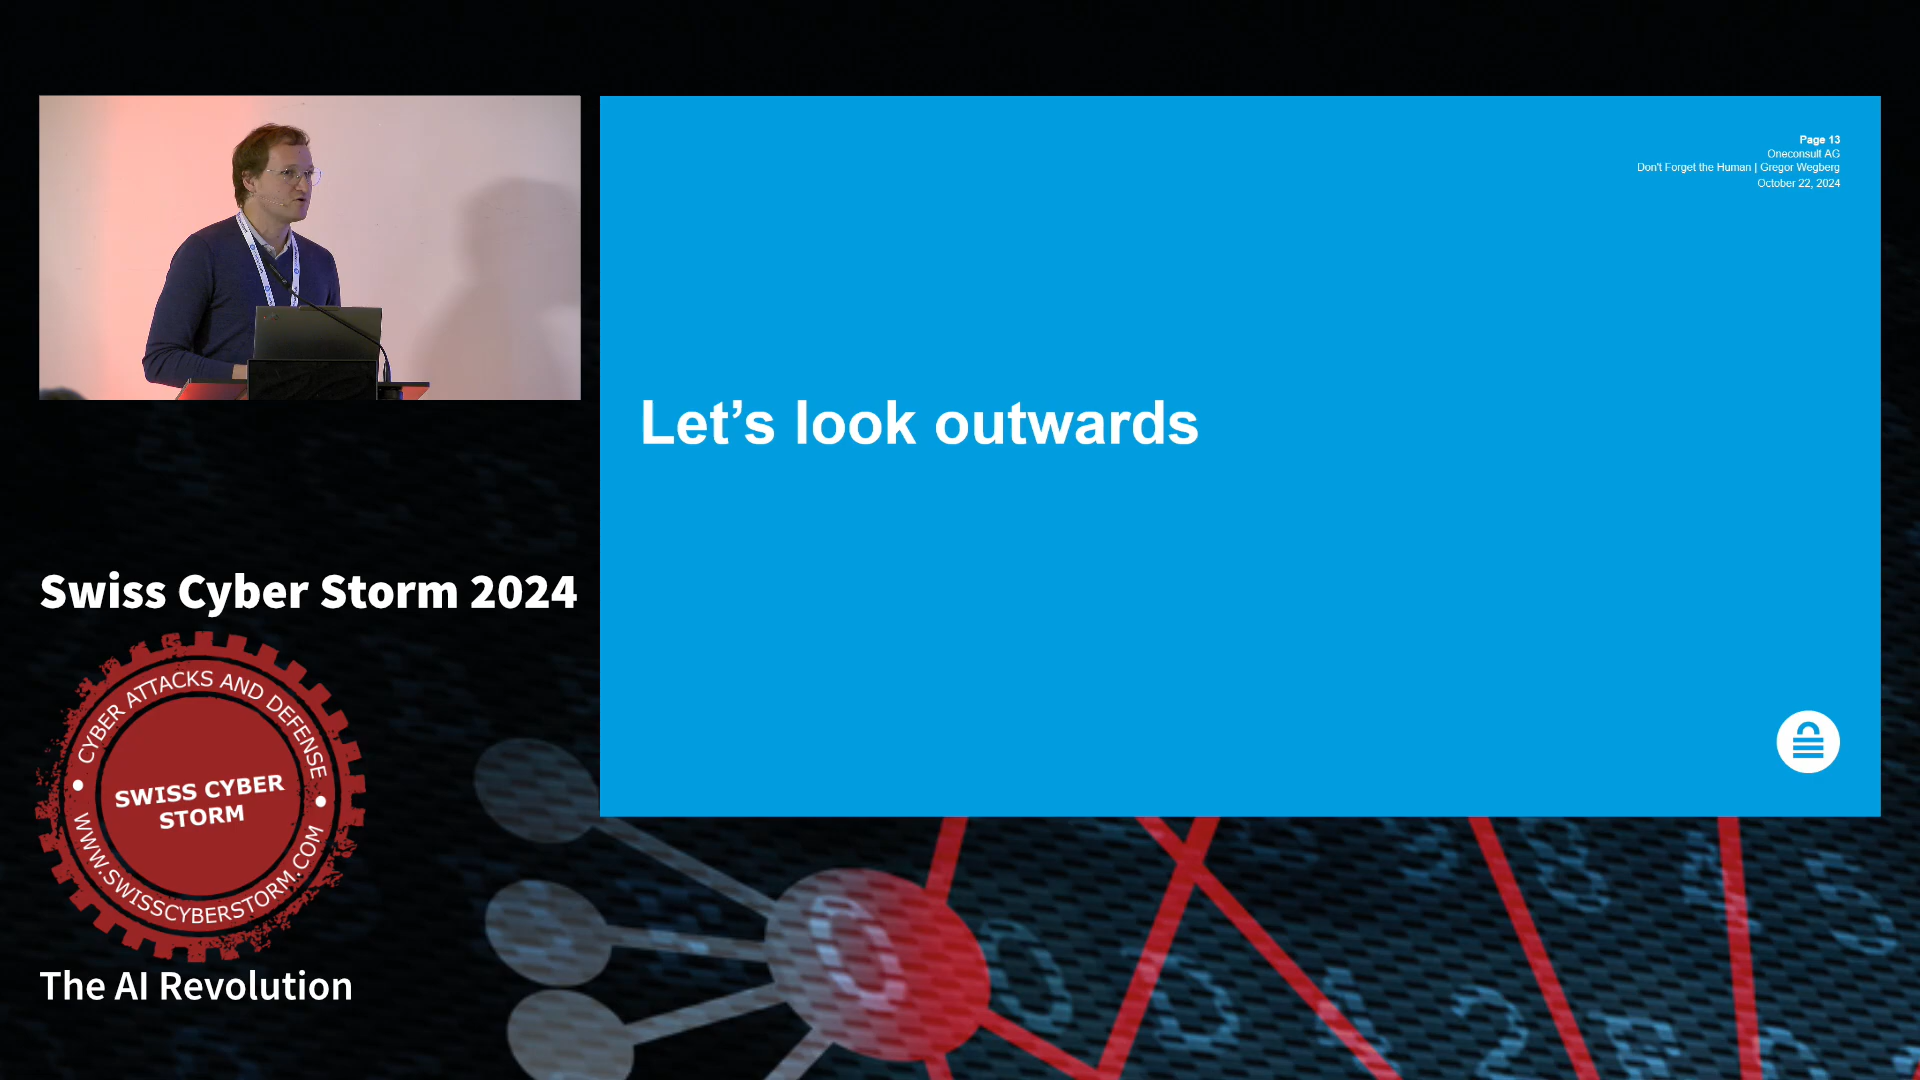 Page 13
Oneconsult AG
Don't Forget the Human | Gregor Wegberg
October 22, 2024
Let's look outwards
Swiss Cyber Storm 2024
CYBER ATTACKS AND DEFENSE
SWISS CYBER
STORM
WWW.SWISSCYBERSTORM.COM
The AI Revolution